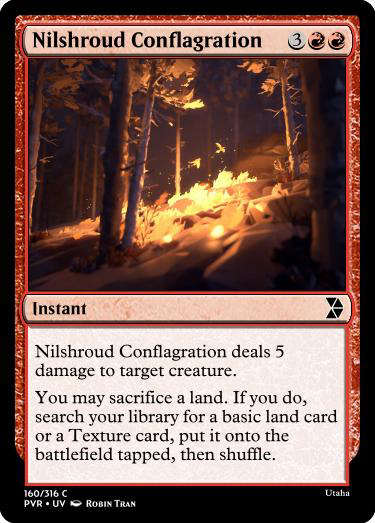 Nilshroud Conflagration 3
Instant
Nilshroud Conflagration deals 5
damage to target creature.
You may sacrifice a land. If you do,
search your library for a basic land card
or a Texture card, put it onto the
battlefield tapped, then shuffle.
160/316 C
PVR • UV Robin Tran
Utaha